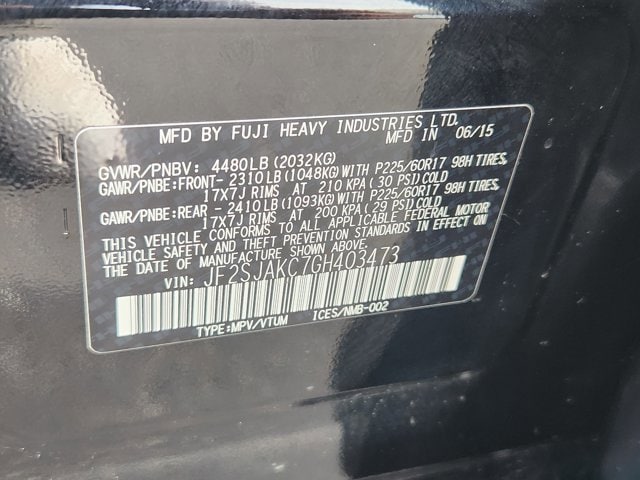 MFD BY FUJI HEAVY INDUSTRIES LTD.
MFD IN 06/15
GVWR/PNBV: 4480LB(2032KG)
GAWR/PNBE:FRONT-2310LB(1048KG)WITH P225/60R17 98H TIRES,
17X7J RIMS AT 210 KPA(30 PSI)COLD
GAWR/PNBE:REAR -2410LB(1093KG)WITH P225/60R17 98H TIRES,
17X7J RIMS AT 200 KPA(29 PSI)COLD
THIS VEHICLE CONFORMS TO ALL APPLICABLE FEDERAL MOTOR
VEHICLE SAFETY AND THEFT PREVENTION STANDARDS IN EFFECT ON
THE DATE OF MANUFACTURE SHOWN ABOVE.
VIN: JF2SJAKC7GH403473
TYPE:MPV/VTUM ICES/NMB-002